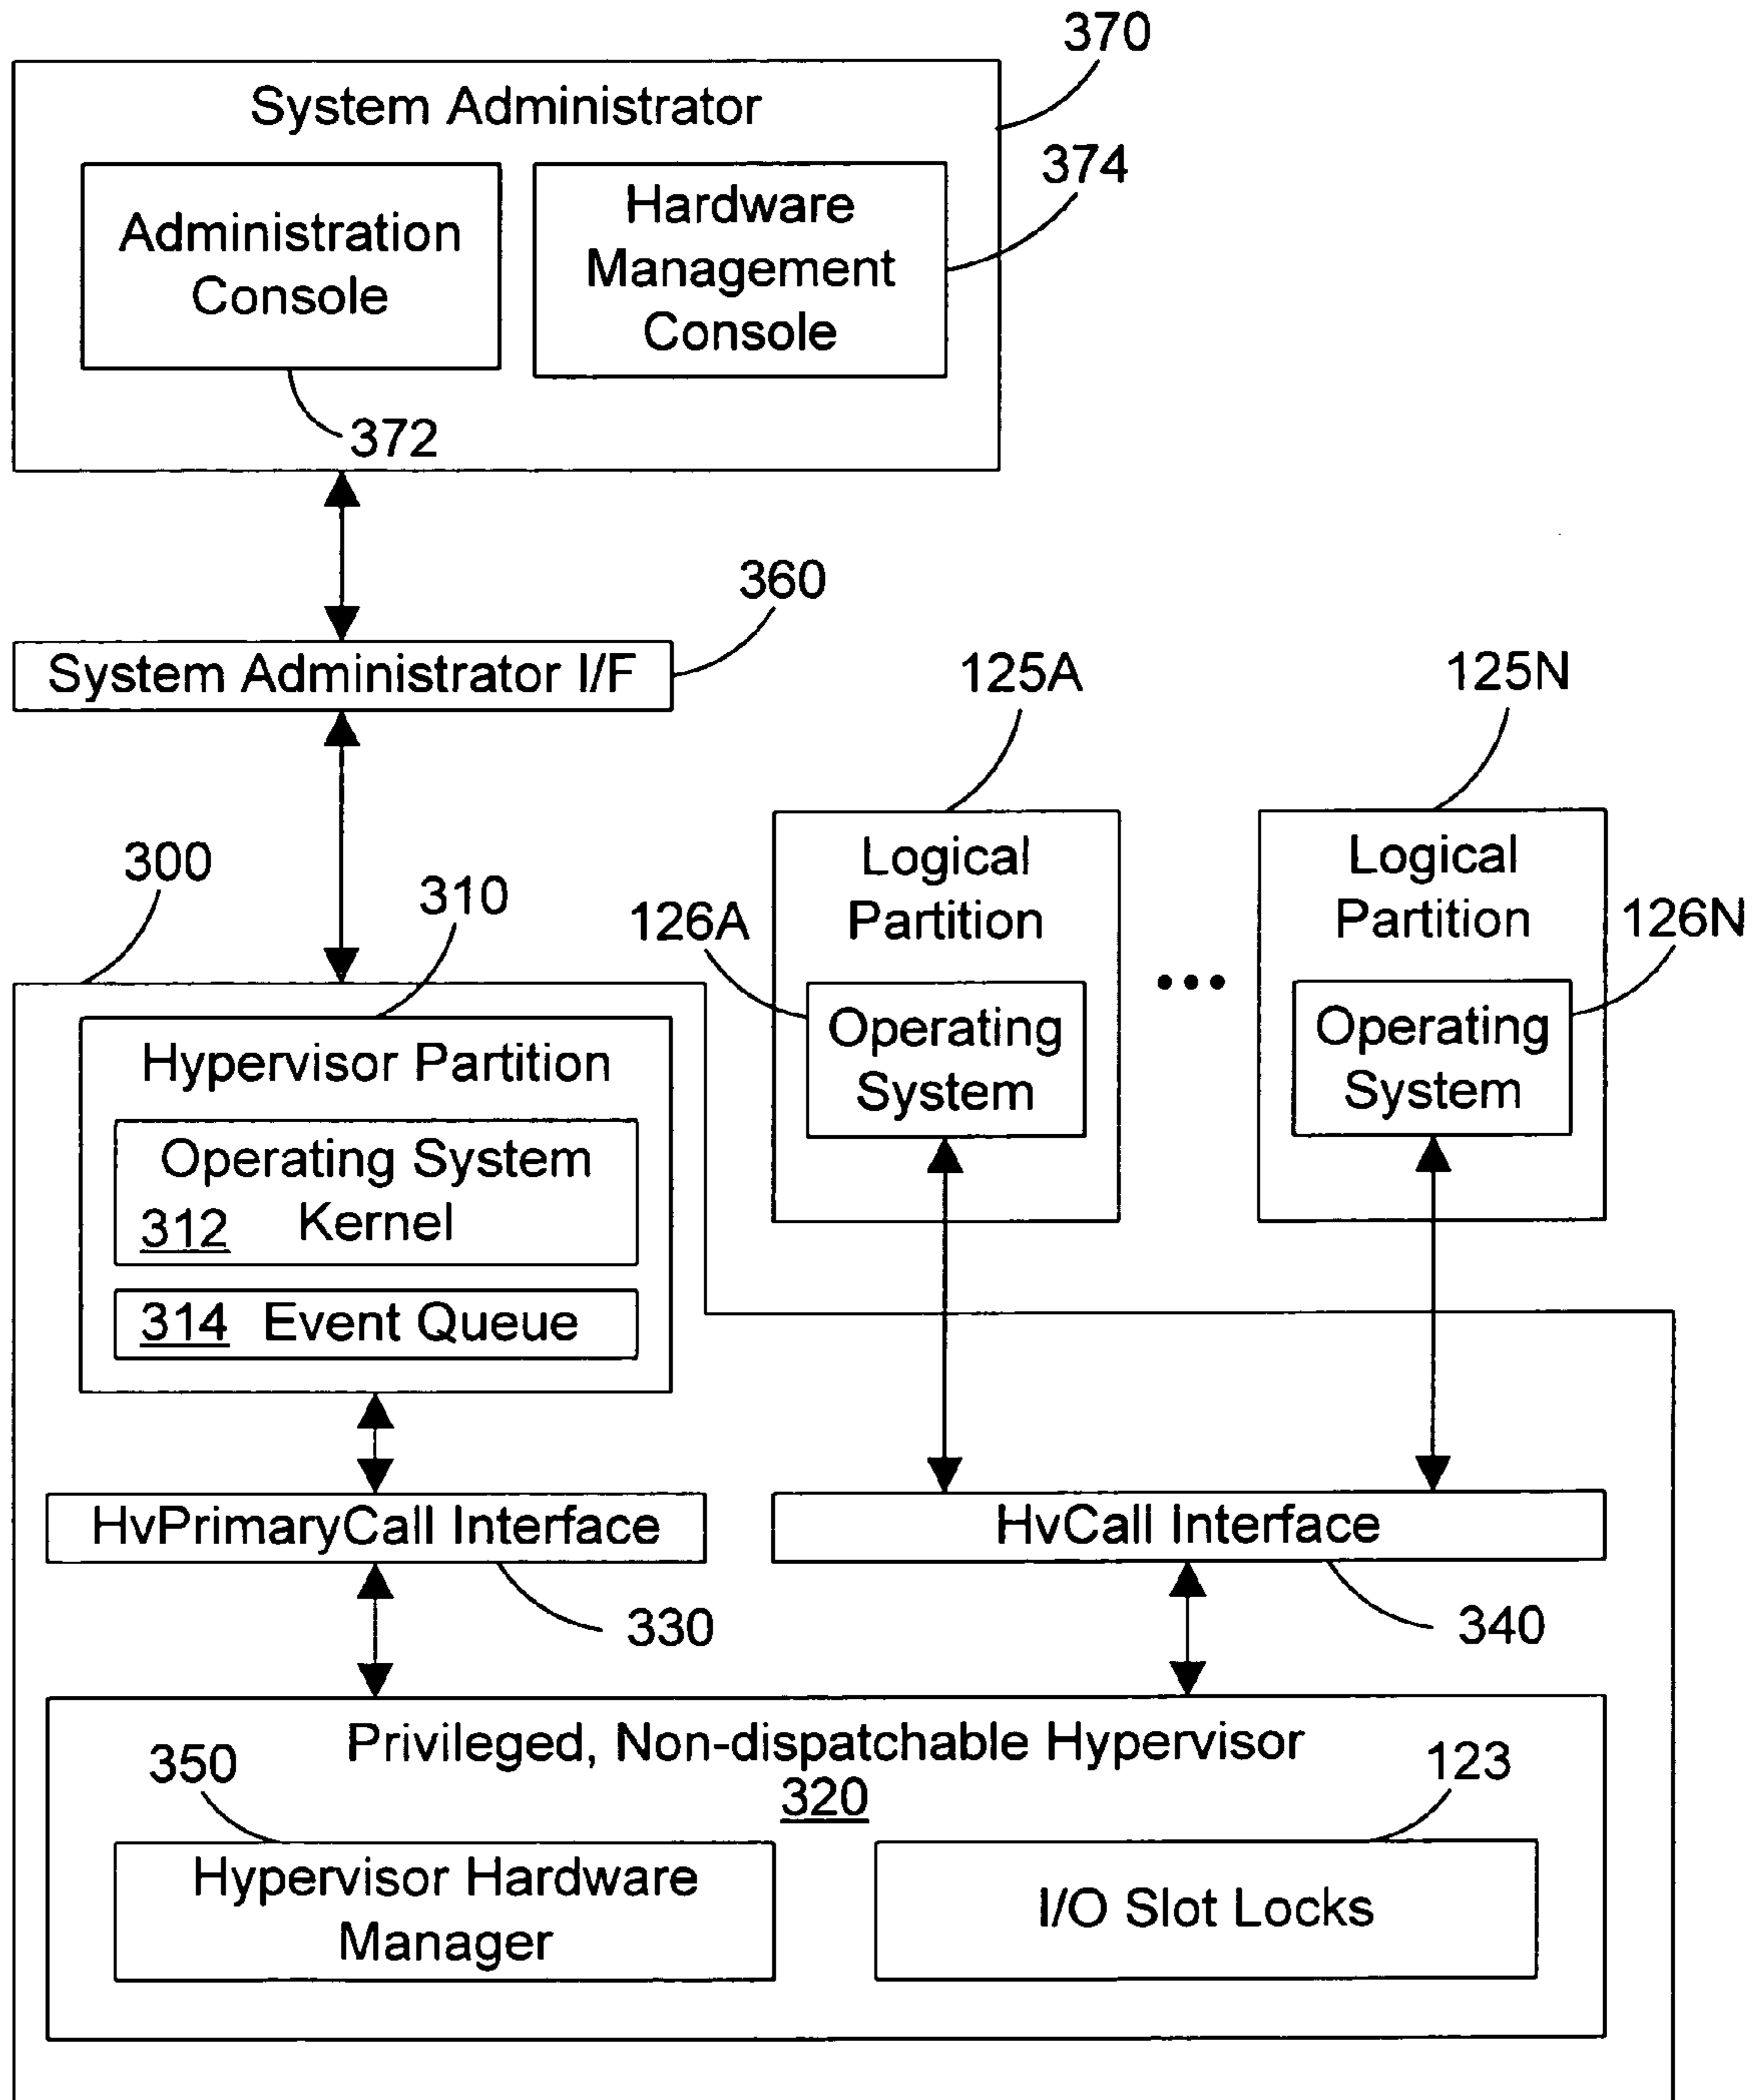 370
System Administrator
374
Administration
Console
Hardware
Management
Console
372
360
System Administrator I/F
125A
125N
300
310
Logical
Partition
Logical
Partition
126A
126N
Operating
System
...
Operating
System
Hypervisor Partition
Operating System
312 Kernel
314 Event Queue
HvPrimaryCall Interface
HvCall Interface
330
340
Privileged, Non-dispatchable Hypervisor
320
350
123
Hypervisor Hardware
Manager
I/O Slot Locks